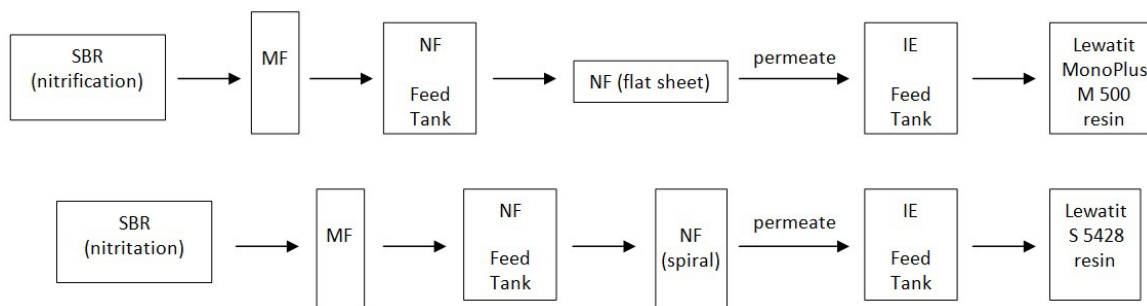 SBR
(nitrification)
MF
NF
Feed
Tank
NF (flat sheet)
permeate
IE
Feed
Tank
Lewatit
MonoPlus
M 500
resin
SBR
(nitritation)
MF
NF
Feed
Tank
NF
(spiral)
permeate
IE
Feed
Tank
Lewatit
S 5428
resin